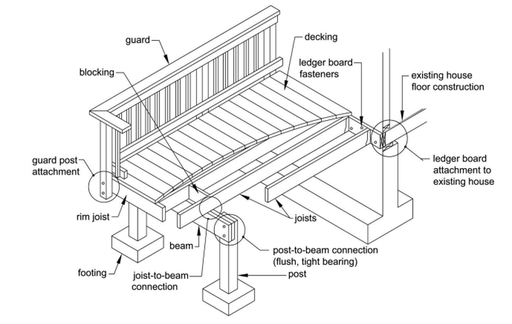 guard
decking
blocking
ledger board
fasteners
existing house
floor construction
guard post
attachment
ledger board
attachment to
existing house
rim joist
joists
beam
post-to-beam connection
(flush, tight bearing)
footing
joist-to-beam
connection
post